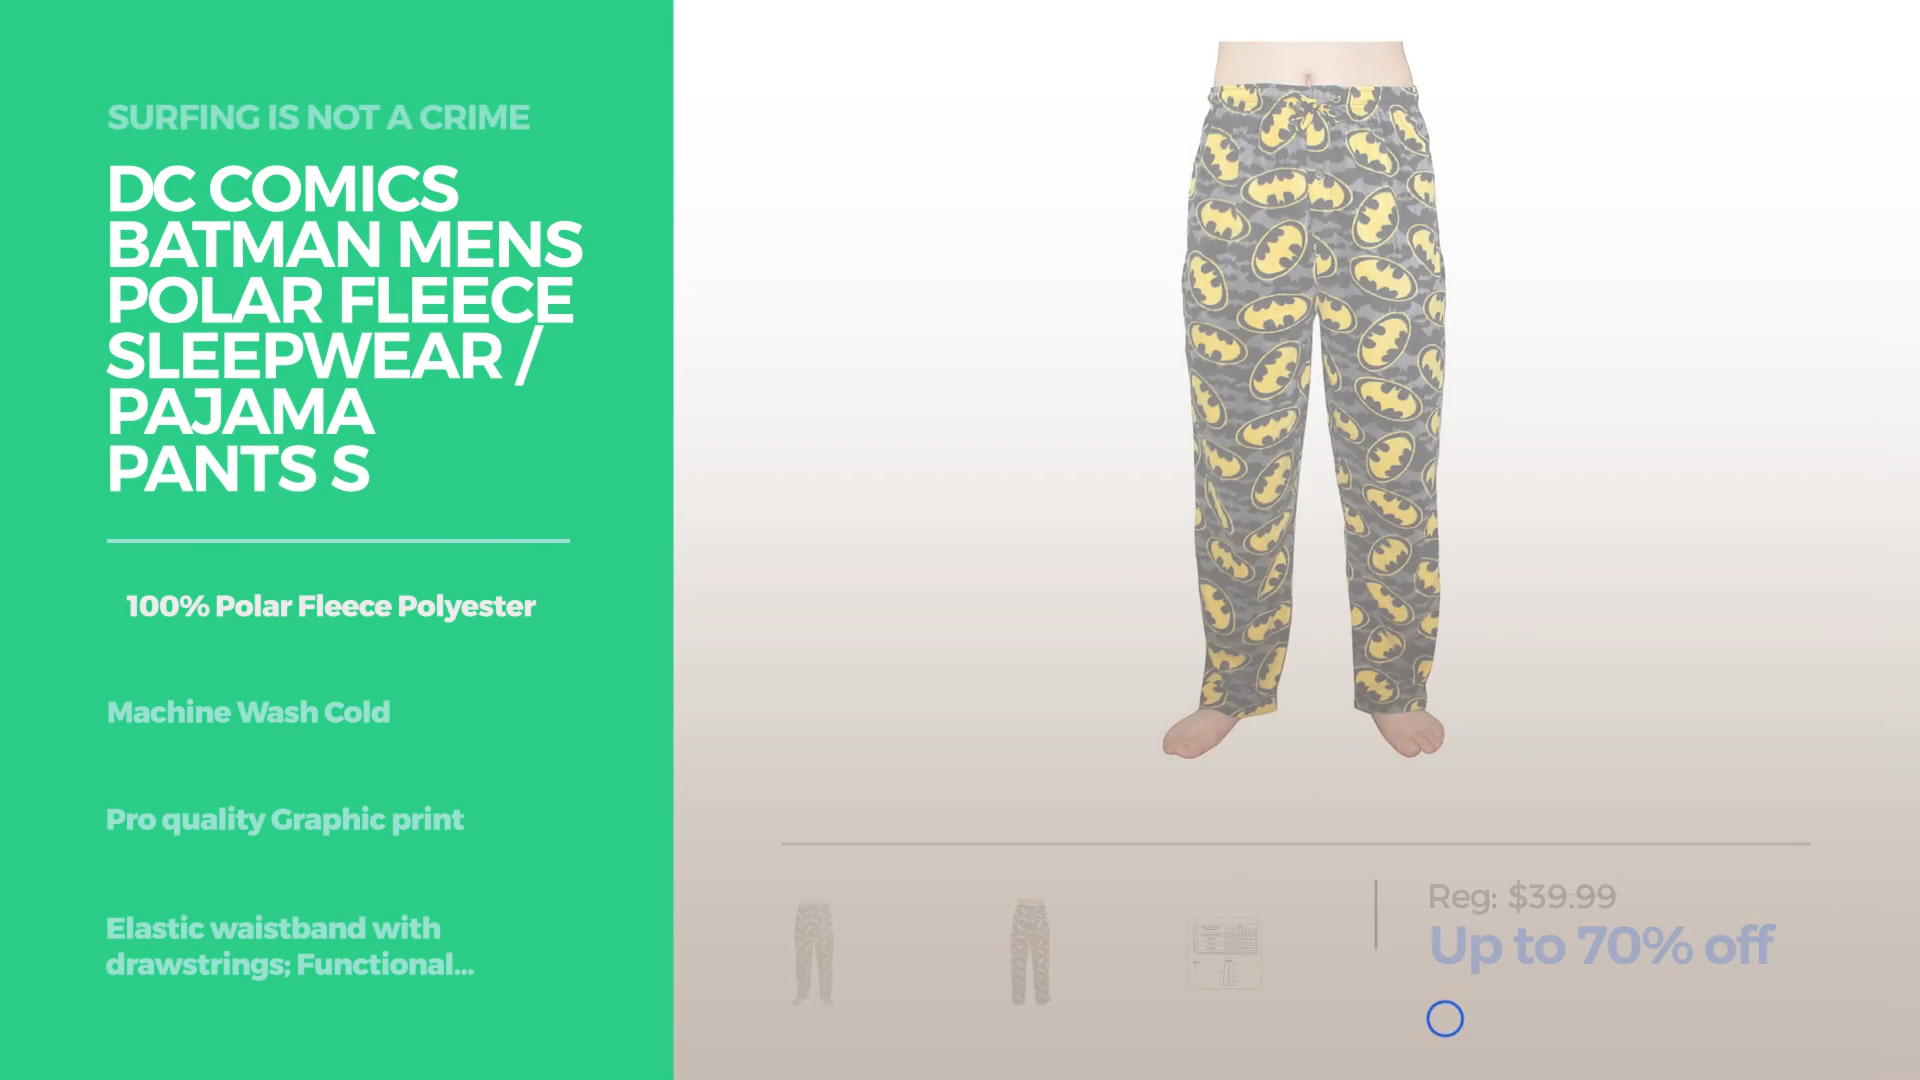 SURFING IS NOT A CRIME
DC COMICS
BATMAN MENS
POLAR FLEECE
SLEEPWEAR /
PAJAMA
PANTS S
100% Polar Fleece Polyester
Machine Wash Cold
Pro quality Graphic print
Elastic waistband with
drawstrings; Functional...
Reg: $39.99
Up to 70% off